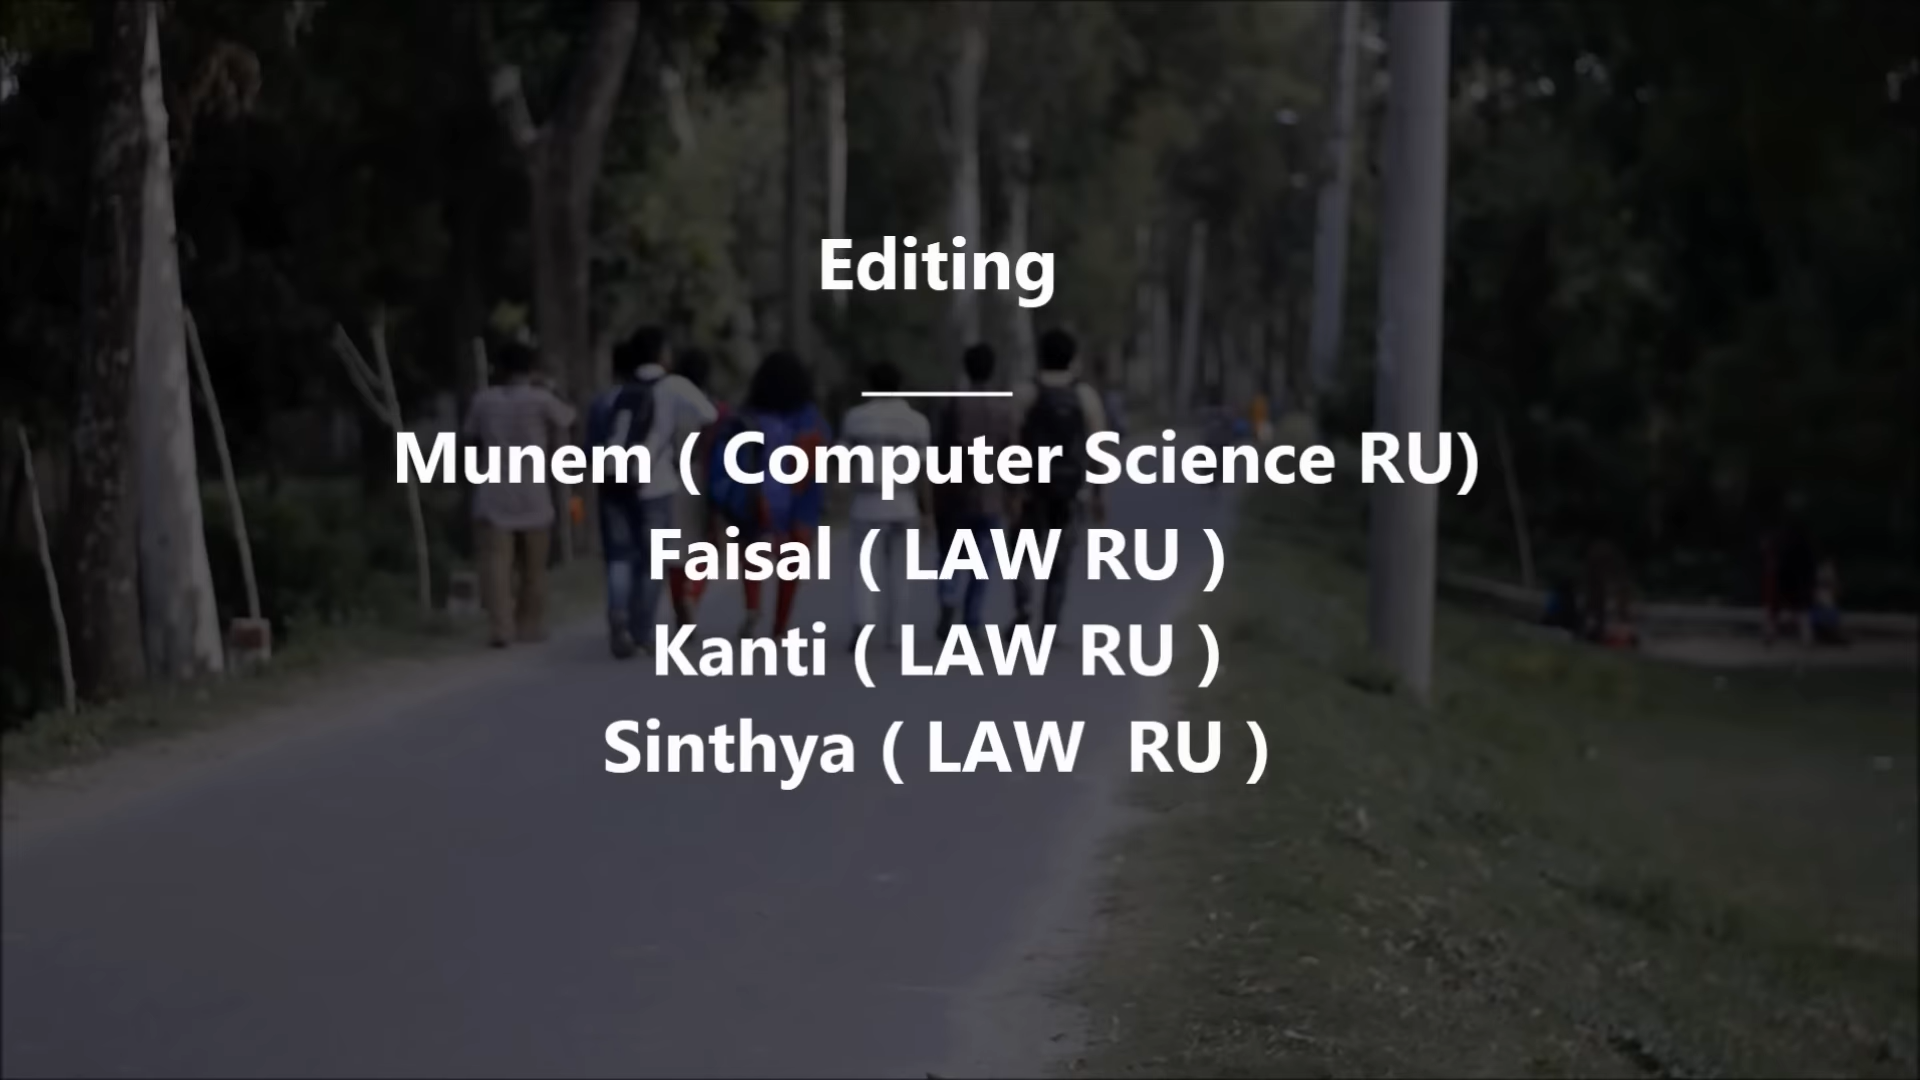 Editing
Munem ( Computer Science RU)
Faisal ( LAW RU )
Kanti ( LAW RU )
Sinthya ( LAW  RU )